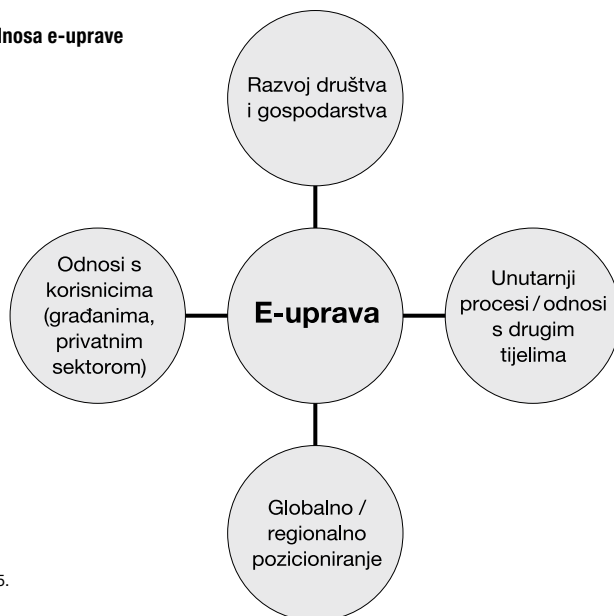 dnosa e-uprave
Razvoj društva
i gospodarstva
Odnosi s
korisnicima
(građanima,
privatnim
sektorom)
E-uprava
Unutarnji
procesi / odnosi
s drugim
tijelima
Globalno /
regionalno
pozicioniranje
5.